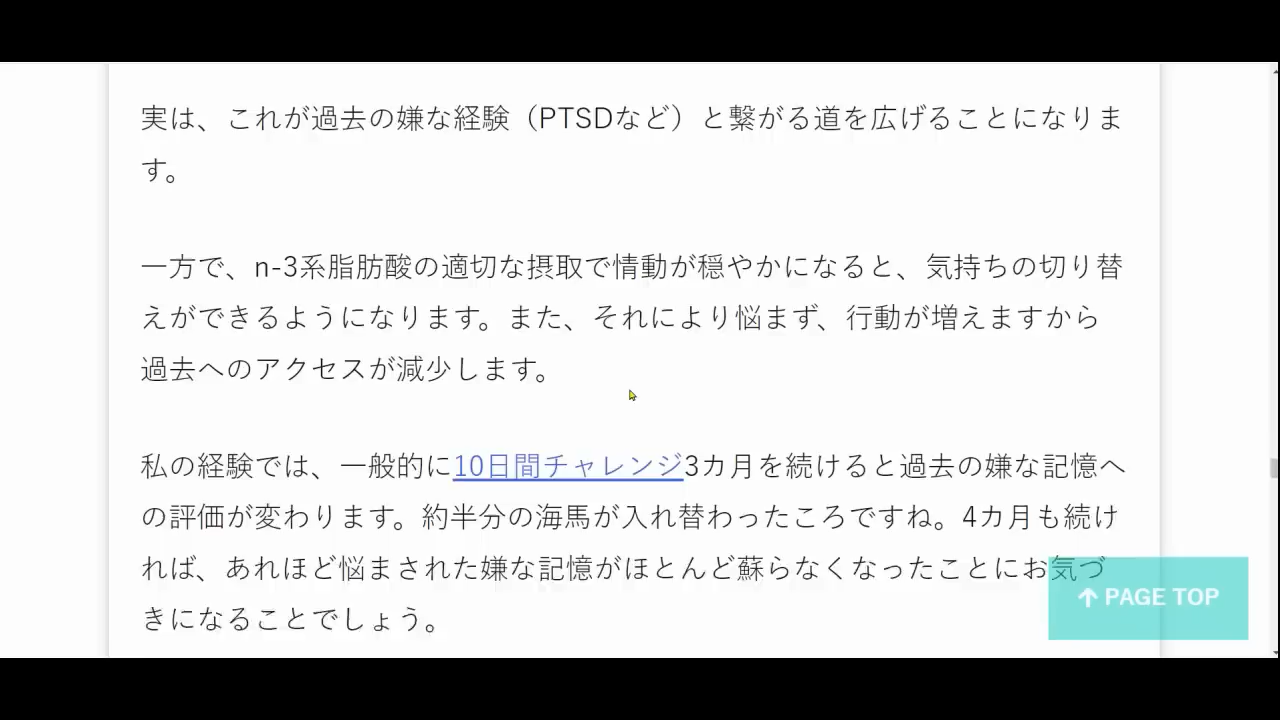 実は、これが過去の嫌な経験（PTSDなど）と繋がる道を広げることになりま
す。
一方で、n-3系脂肪酸の適切な摂取で情動が穏やかになると、気持ちの切り替
えができるようになります。また、それにより悩まず、行動が増えますから
過去へのアクセスが減少します。
私の経験では、一般的に10日間チャレンジ3カ月を続けると過去の嫌な記憶へ
の評価が変わります。約半分の海馬が入れ替わったころですね。4カ月も続け
れば、あれほど悩まされた嫌な記憶がほとんど蘇らなくなったことにお気づ
きになることでしょう。
↑ PAGE TOP